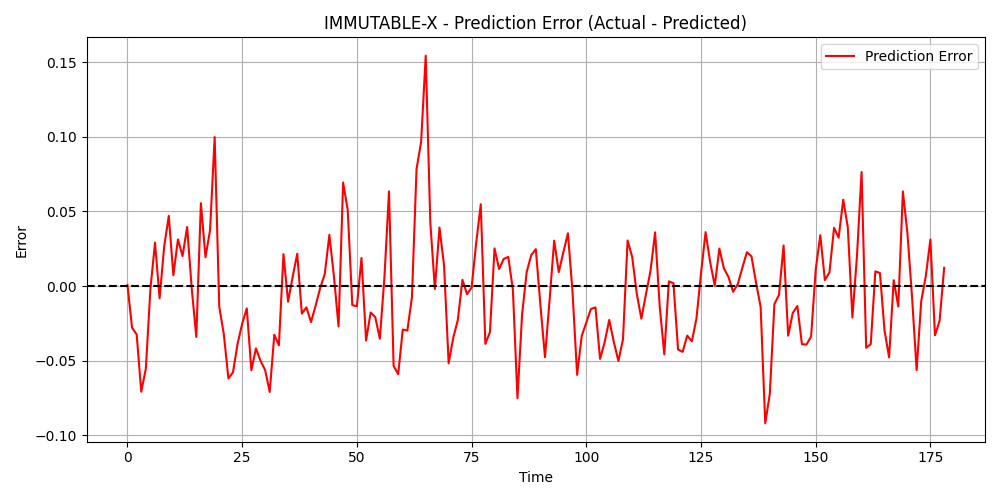 IMMUTABLE-X - Prediction Error (Actual - Predicted)
Prediction Error
0.15
0.10
0.05
0.00
−0.05
−0.10
Error
0 25 50 75 100 125 150 175
Time